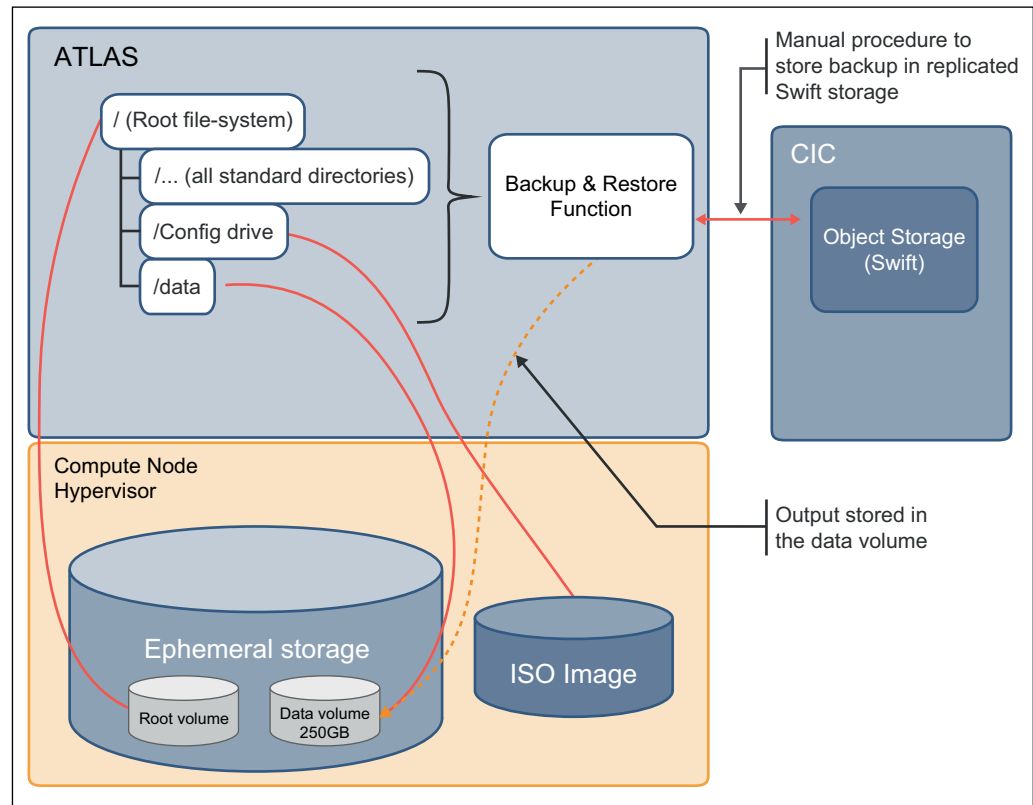 ATLAS
/ (Root file-system)
/... (all standard directories)
/Config drive
/data
Backup & Restore
Function
Manual procedure to
store backup in replicated
Swift storage
CIC
Object Storage
(Swift)
Compute Node
Hypervisor
Output stored in
the data volume
Ephemeral storage
Root volume
Data volume
250GB
ISO Image